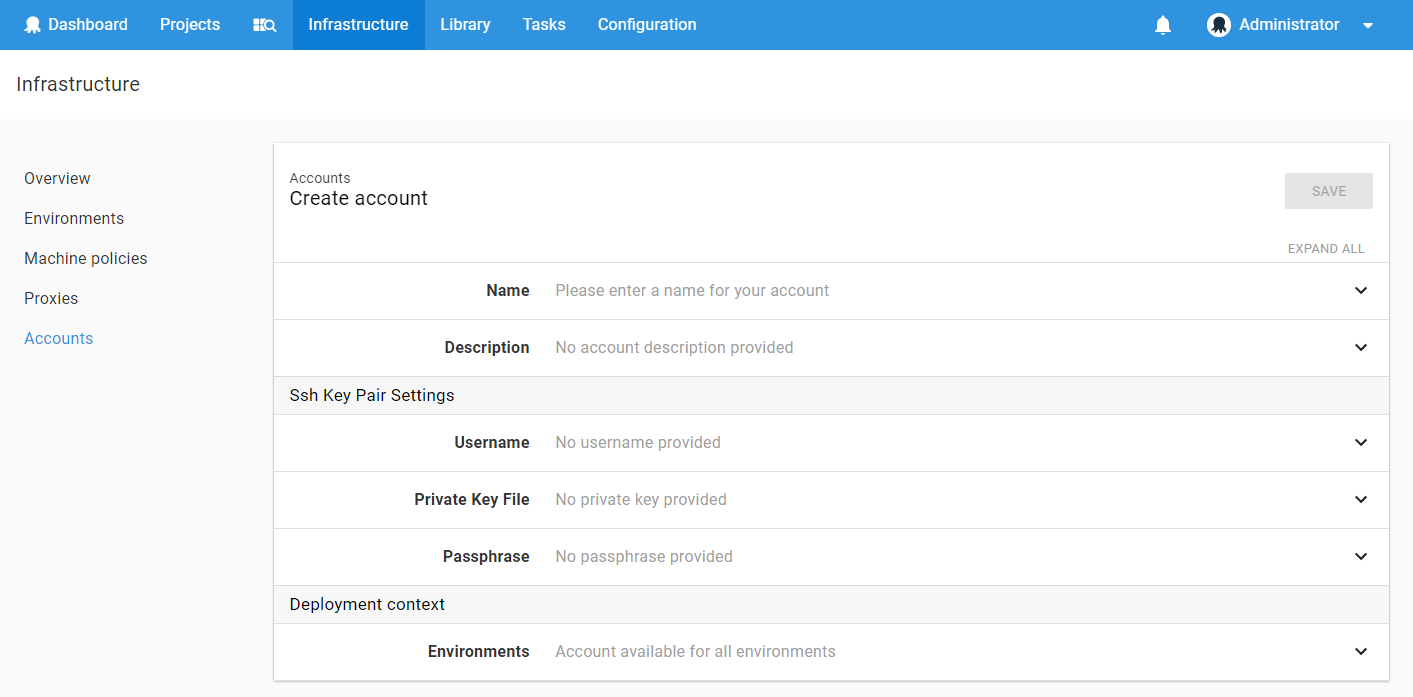 Dashboard Projects Infrastructure Library Tasks Configuration Administrator
Infrastructure
Overview
Environments
Machine policies
Proxies
Accounts
Accounts
Create account
SAVE
EXPAND ALL
Name Please enter a name for your account
Description No account description provided
Ssh Key Pair Settings
Username No username provided
Private Key File No private key provided
Passphrase No passphrase provided
Deployment context
Environments Account available for all environments